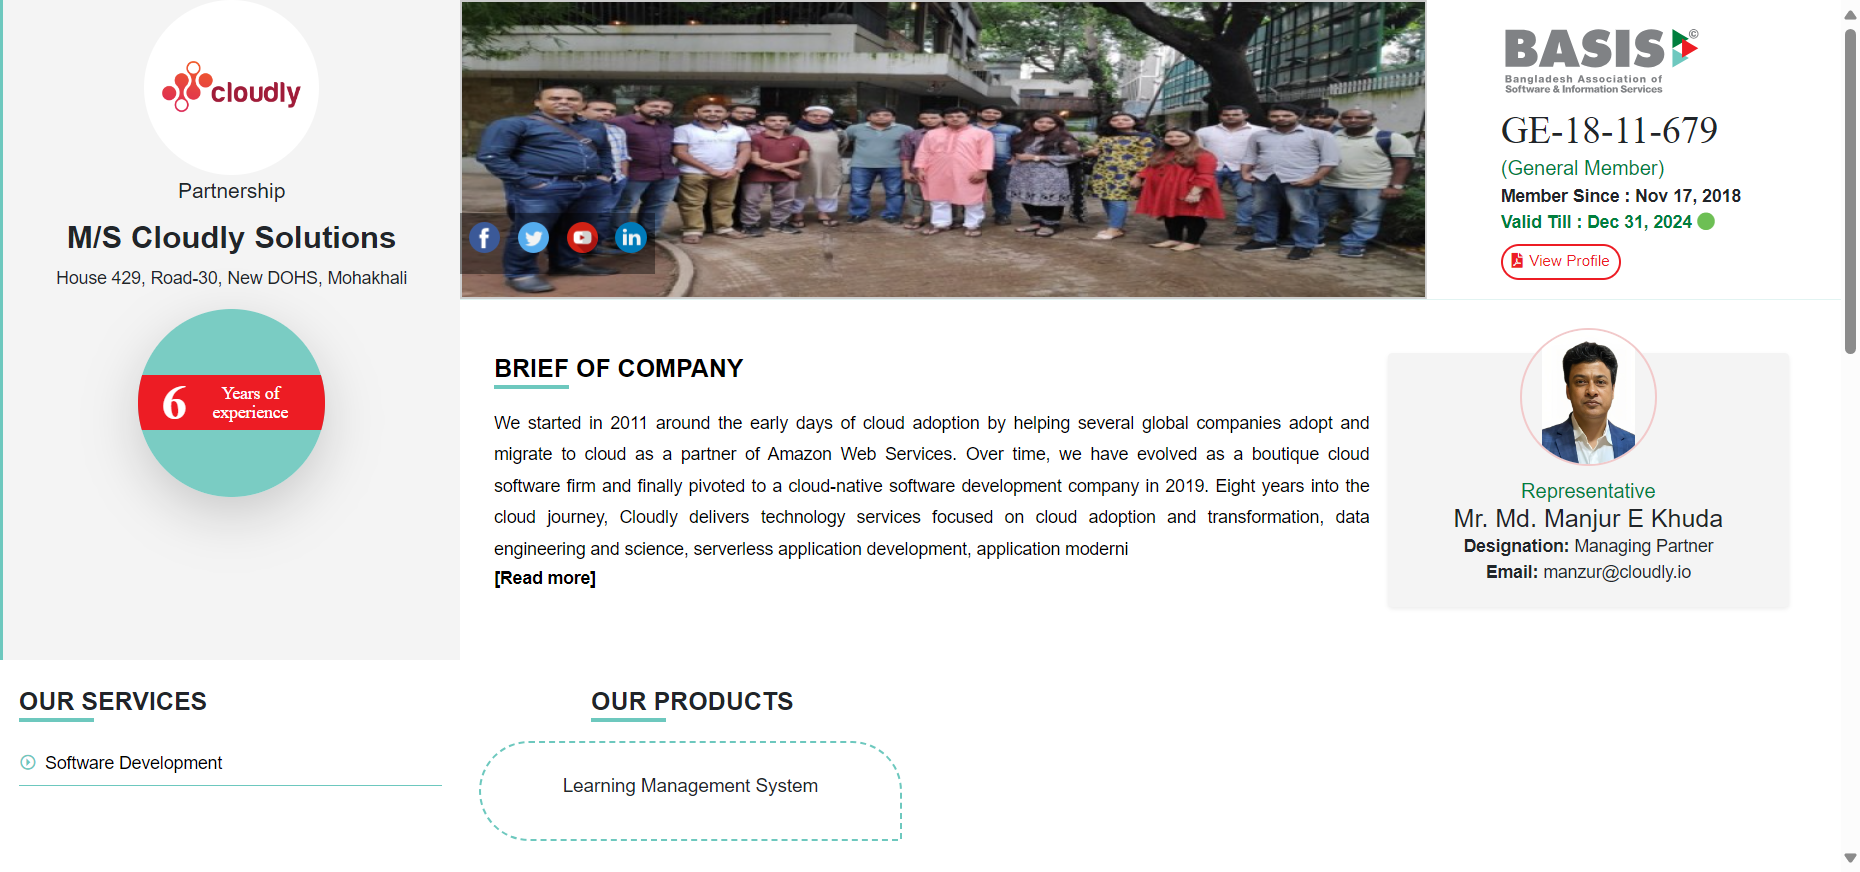 cloudly
Partnership
M/S Cloudly Solutions
House 429, Road-30, New DOHS, Mohakhali
6
Years of
experience
f
in
BASIS
©
Bangladesh Association of
Software & Information Services
GE-18-11-679
(General Member)
Member Since : Nov 17, 2018
Valid Till : Dec 31, 2024
View Profile
BRIEF OF COMPANY
We started in 2011 around the early days of cloud adoption by helping several global companies adopt and
migrate to cloud as a partner of Amazon Web Services. Over time, we have evolved as a boutique cloud
software firm and finally pivoted to a cloud-native software development company in 2019. Eight years into the
cloud journey, Cloudly delivers technology services focused on cloud adoption and transformation, data
engineering and science, serverless application development, application moderni
[Read more]
Representative
Mr. Md. Manjur E Khuda
Designation: Managing Partner
Email: manzur@cloudly.io
OUR SERVICES
Software Development
OUR PRODUCTS
Learning Management System